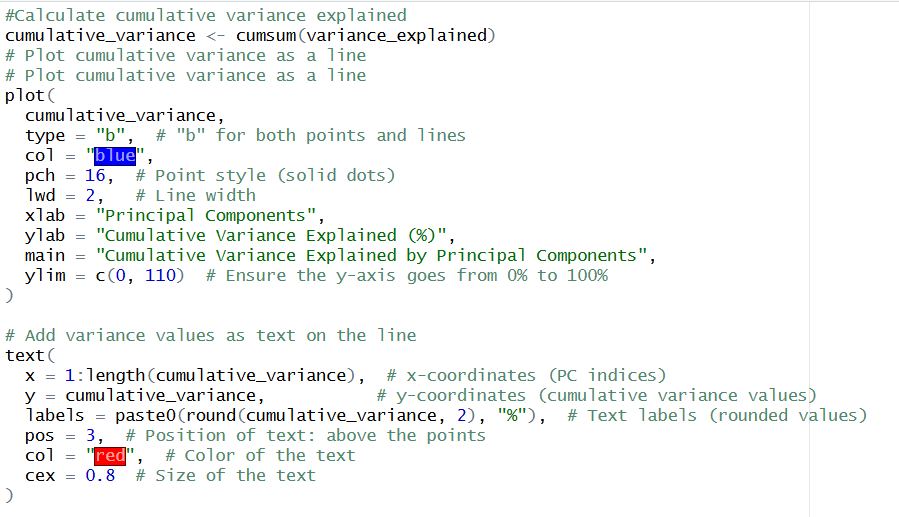 #Calculate cumulative variance explained
cumulative_variance <- cumsum(variance_explained)
# Plot cumulative variance as a line
# Plot cumulative variance as a line
plot(
  cumulative_variance,
  type = "b",  # "b" for both points and lines
  col = "blue",
  pch = 16,  # Point style (solid dots)
  lwd = 2,   # Line width
  xlab = "Principal Components",
  ylab = "Cumulative Variance Explained (%)",
  main = "Cumulative Variance Explained by Principal Components",
  ylim = c(0, 110)  # Ensure the y-axis goes from 0% to 100%
)

# Add variance values as text on the line
text(
  x = 1:length(cumulative_variance),  # x-coordinates (PC indices)
  y = cumulative_variance,           # y-coordinates (cumulative variance values)
  labels = paste0(round(cumulative_variance, 2), "%"),  # Text labels (rounded values)
  pos = 3,  # Position of text: above the points
  col = "red",  # Color of the text
  cex = 0.8  # Size of the text
)